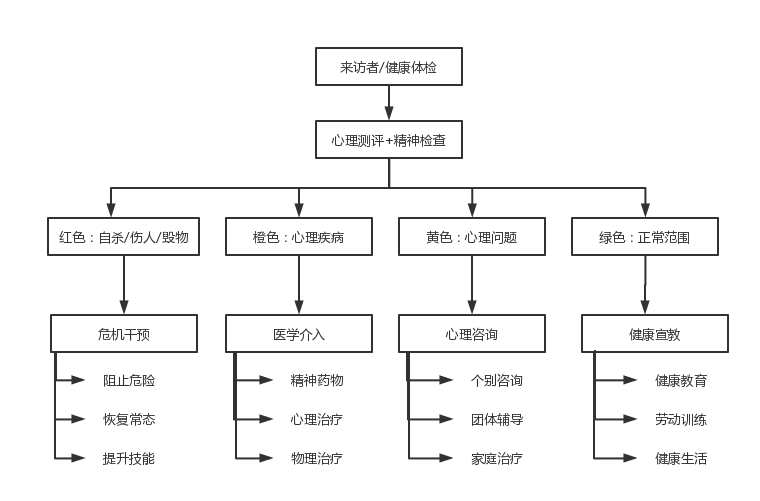 来访者/健康体检
心理测评+精神检查
红色：自杀/伤人/毁物
橙色：心理疾病
黄色：心理问题
绿色：正常范围
危机干预
医学介入
心理咨询
健康宣教
阻止危险
精神药物
个别咨询
健康教育
恢复常态
心理治疗
团体辅导
劳动训练
提升技能
物理治疗
家庭治疗
健康生活